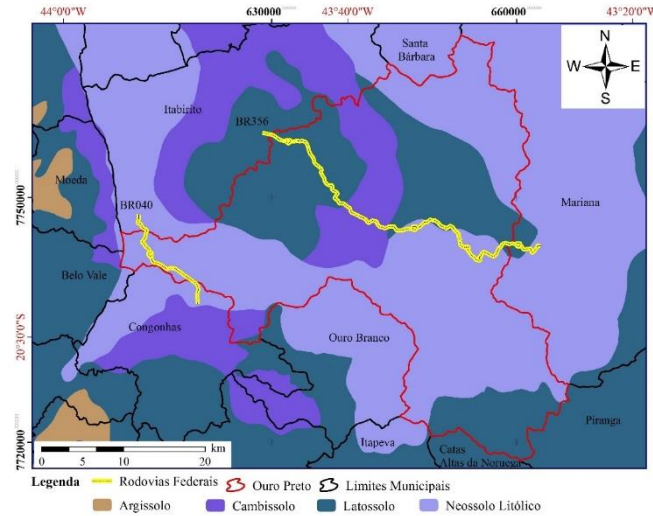 44°0'0"W 630000 43°40'0"W 660000 43°20'0"W
N
W E
S
Santa
Bárbara
Itabirito
BR356
Moeda
BR040
Mariana
7750000
Belo Vale
20°30'0"S
Congonhas
Ouro Branco
Piranga
Itapeva
Catas
Altas da Noruega
7720000
km
0 5 10 20
Legenda Rodovias Federais Ouro Preto Limites Municipais
Argissolo Cambissolo Latossolo Neossolo Litólico